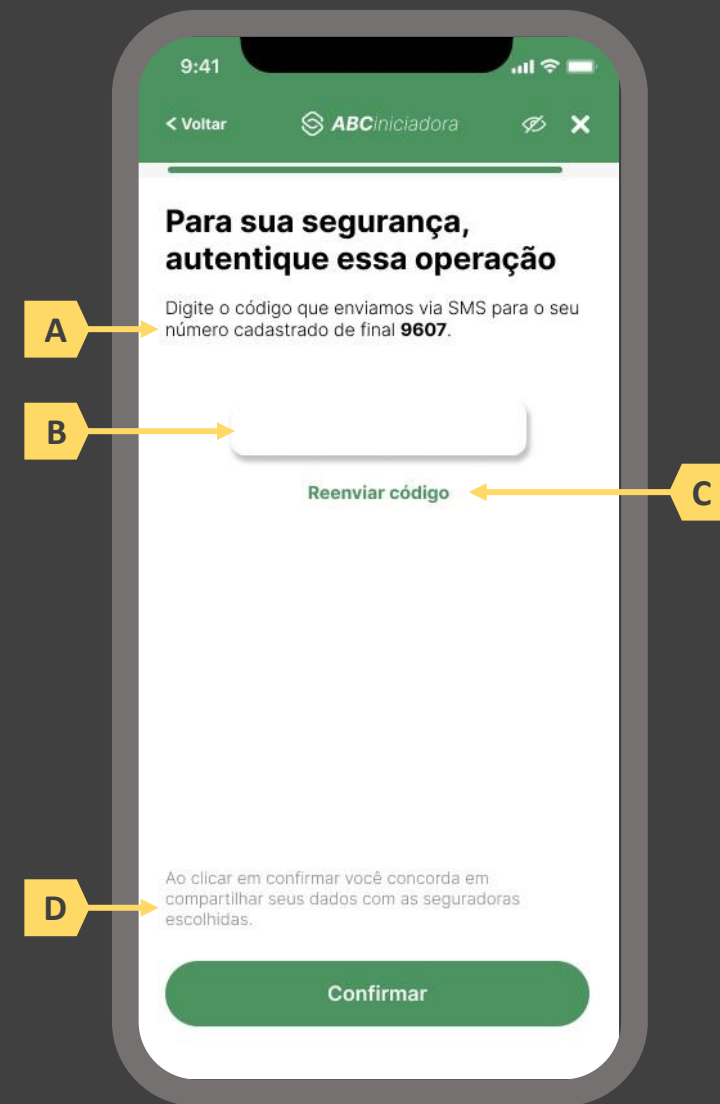 9:41
< Voltar
ABCiniciadora
Para sua segurança,
autentique essa operação
Digite o código que enviamos via SMS para o seu
A
número cadastrado de final 9607.
B
Reenviar código
C
Ao clicar em confirmar você concorda em
D
compartilhar seus dados com as seguradoras
escolhidas.
Confirmar